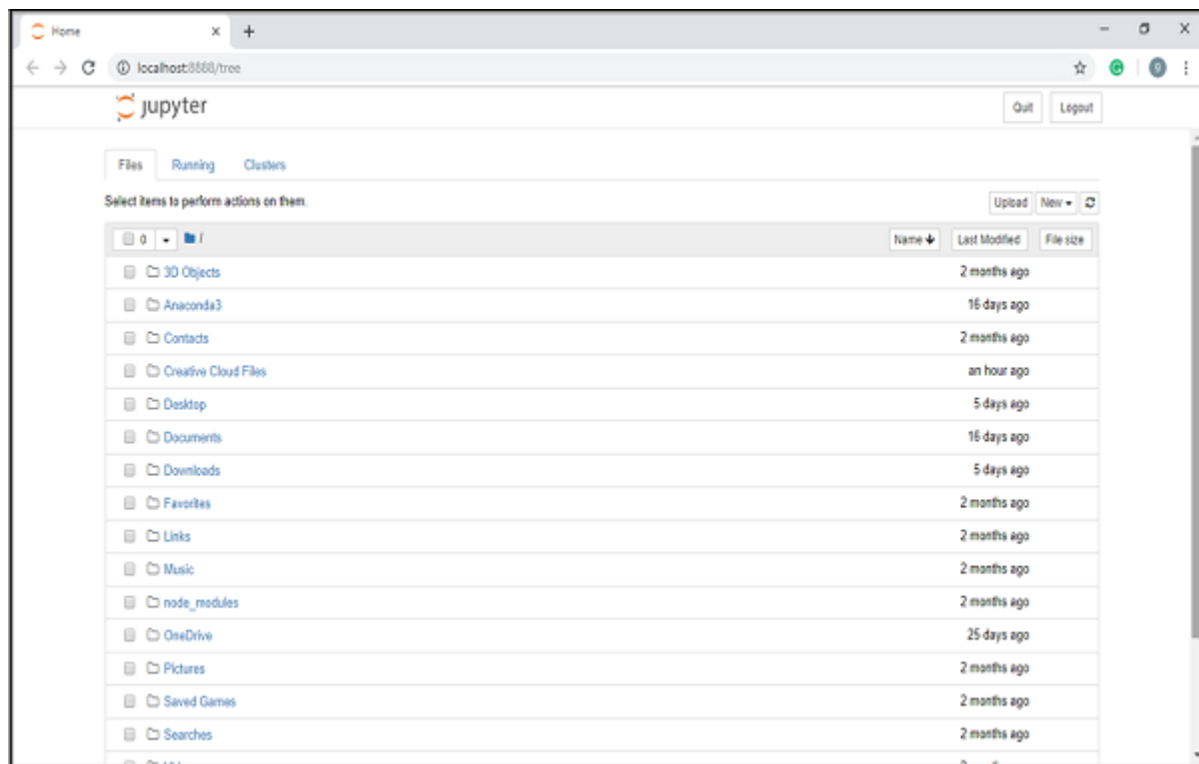 Home
localhost:8888/tree
9
jupyter
Quit Logout
Files Running Clusters
Select items to perform actions on them.
Upload New
0 / Name Last Modified File size
3D Objects 2 months ago
Anaconda3 16 days ago
Contacts 2 months ago
Creative Cloud Files an hour ago
Desktop 5 days ago
Documents 16 days ago
Downloads 5 days ago
Favorites 2 months ago
Links 2 months ago
Music 2 months ago
node_modules 2 months ago
OneDrive 25 days ago
Pictures 2 months ago
Saved Games 2 months ago
Searches 2 months ago